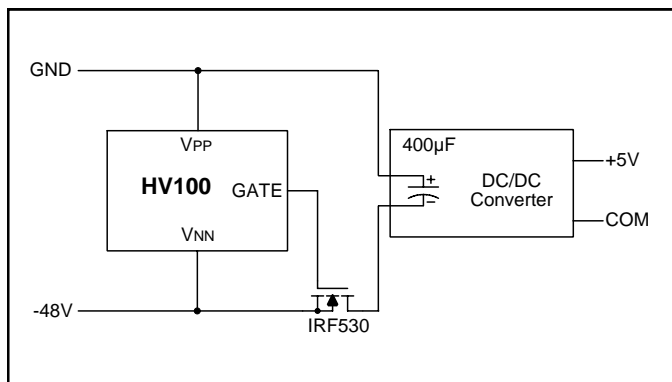 GND
VPP
HV100
GATE
VNN
-48V
IRF530
400µF
+
–
DC/DC
Converter
+5V
COM